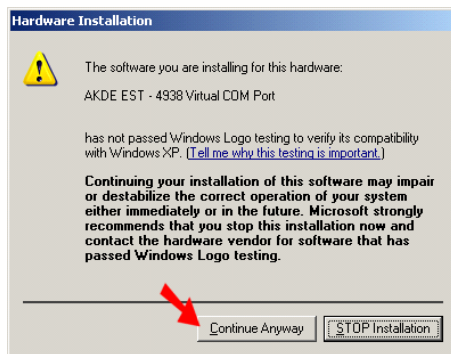 Hardware Installation
The software you are installing for this hardware:
AKDE EST - 4938 Virtual COM Port
has not passed Windows Logo testing to verify its compatibility
with Windows XP. (Tell me why this testing is important.)
Continuing your installation of this software may impair
or destabilize the correct operation of your system
either immediately or in the future. Microsoft strongly
recommends that you stop this installation now and
contact the hardware vendor for software that has
passed Windows Logo testing.
Continue Anyway
STOP Installation